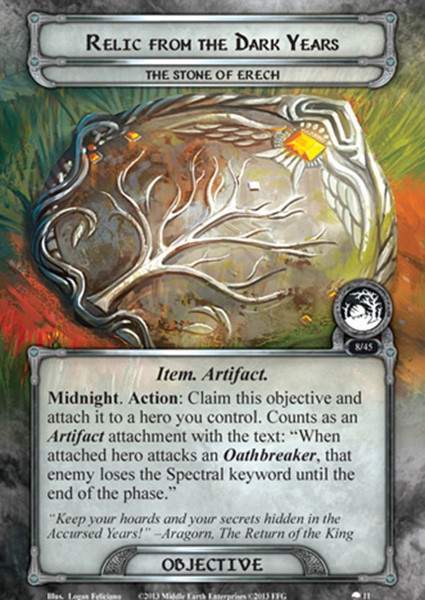 Relic from the Dark Years
The Stone of Erech
8/45
Item. Artifact.
Midnight. Action: Claim this objective and
attach it to a hero you control. Counts as an
Artifact attachment with the text: “When
attached hero attacks an Oathbreaker, that
enemy loses the Spectral keyword until the
end of the phase.”
“Keep your hoards and your secrets hidden in the
Accursed Years!” –Aragorn, The Return of the King
OBJECTIVE
Illus. Logan Feliciano ©2013 Middle Earth Enterprises ©2013 FFG 11